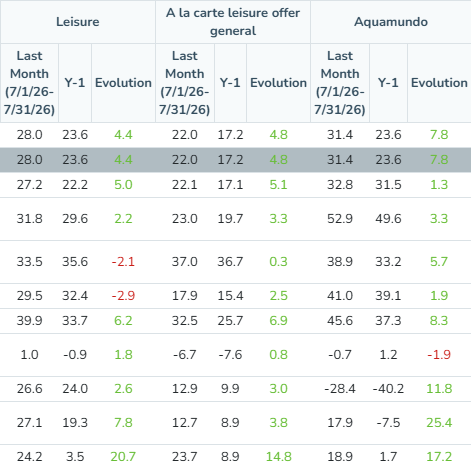 Leisure A la carte leisure offer general Aquamundo
Last Month (7/1/26-7/31/26) Y-1 Evolution Last Month (7/1/26-7/31/26) Y-1 Evolution Last Month (7/1/26-7/31/26) Y-1 Evolution
28.0 23.6 4.4 22.0 17.2 4.8 31.4 23.6 7.8
28.0 23.6 4.4 22.0 17.2 4.8 31.4 23.6 7.8
27.2 22.2 5.0 22.1 17.1 5.1 32.8 31.5 1.3
31.8 29.6 2.2 23.0 19.7 3.3 52.9 49.6 3.3
33.5 35.6 -2.1 37.0 36.7 0.3 38.9 33.2 5.7
29.5 32.4 -2.9 17.9 15.4 2.5 41.0 39.1 1.9
39.9 33.7 6.2 32.5 25.7 6.9 45.6 37.3 8.3
1.0 -0.9 1.8 -6.7 -7.6 0.8 -0.7 1.2 -1.9
26.6 24.0 2.6 12.9 9.9 3.0 -28.4 -40.2 11.8
27.1 19.3 7.8 12.7 8.9 3.8 17.9 -7.5 25.4
24.2 3.5 20.7 23.7 8.9 14.8 18.9 1.7 17.2